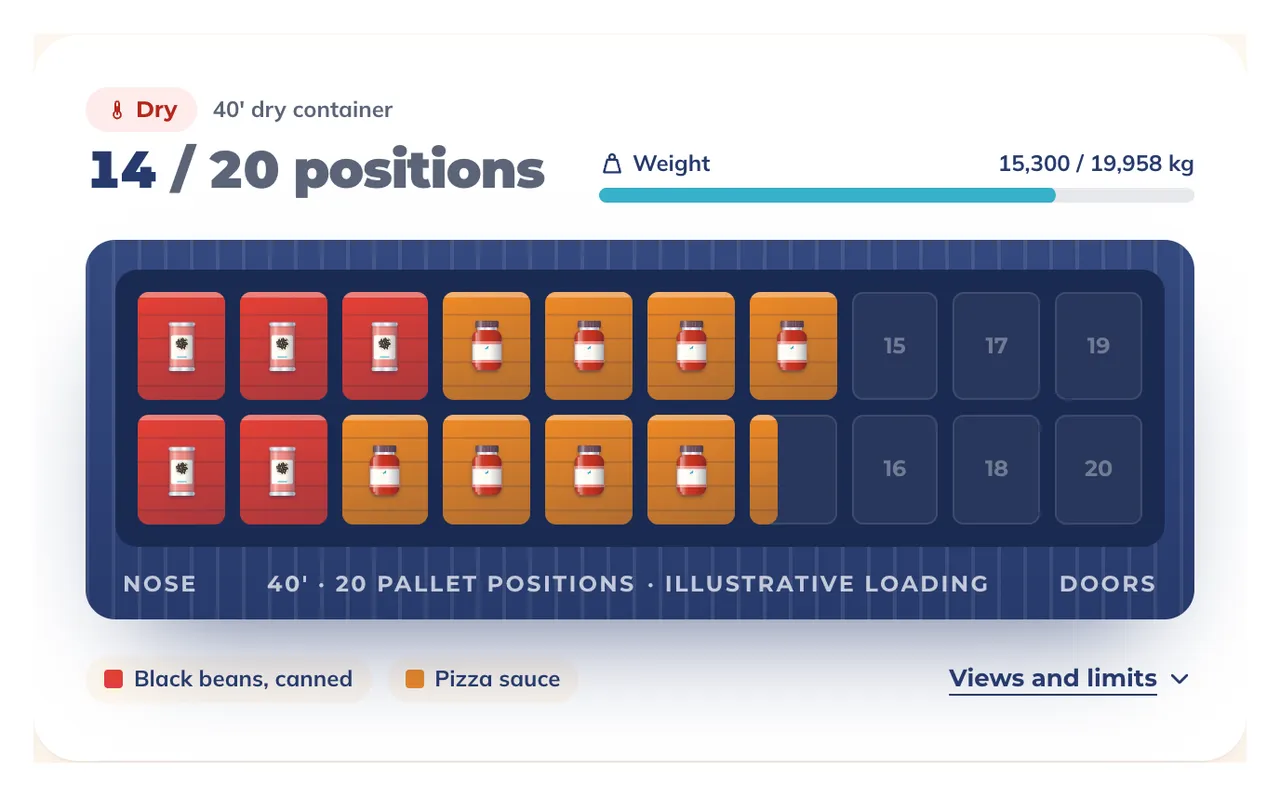 Dry
40' dry container
14 / 20 positions
Weight
15,300 / 19,958 kg
15
17
19
16
18
20
NOSE
40' · 20 PALLET POSITIONS · ILLUSTRATIVE LOADING
DOORS
Black beans, canned
Pizza sauce
Views and limits